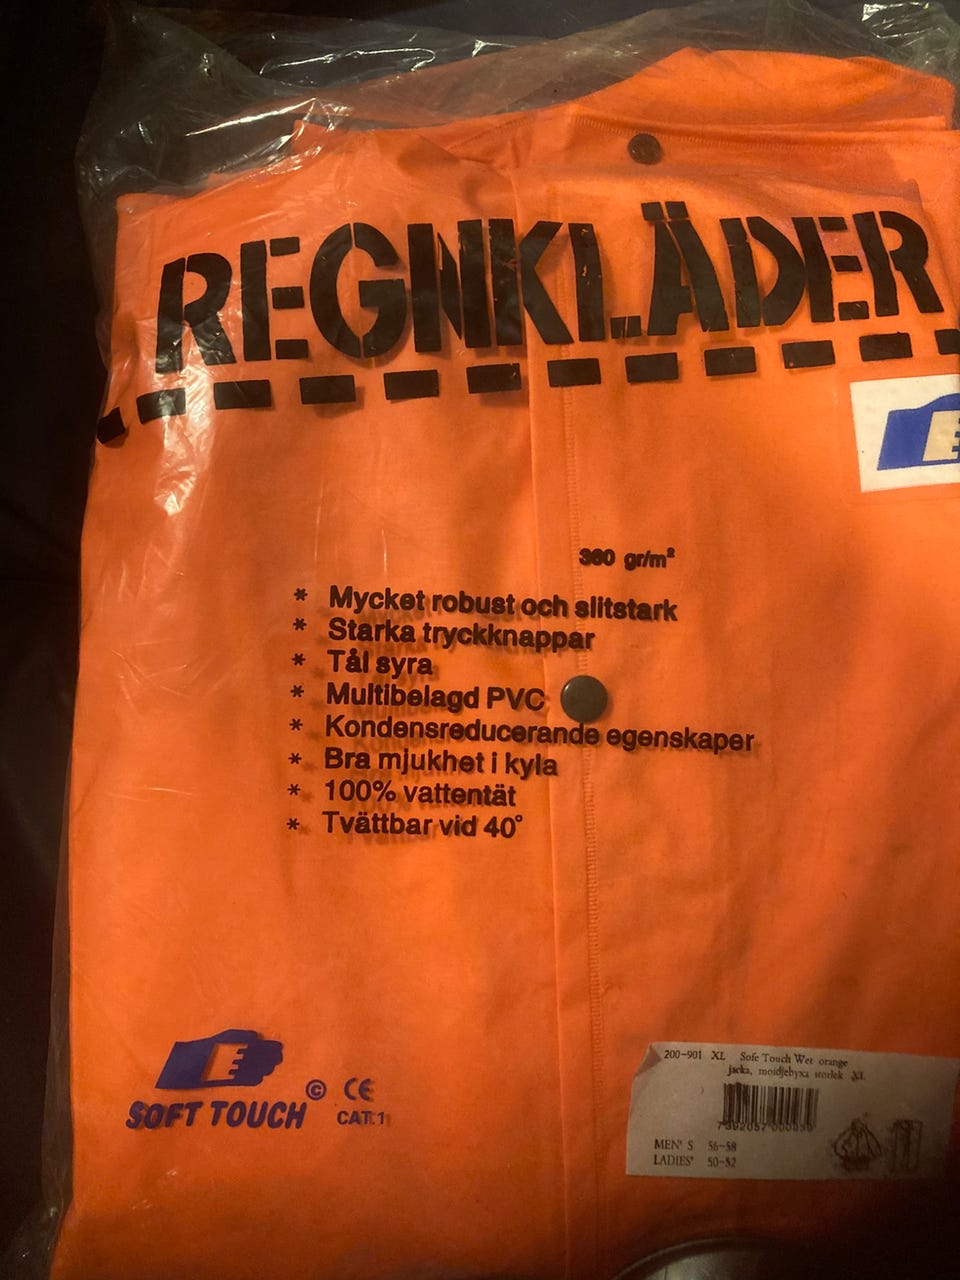 REGNKLÄDER
360 gr/m²
* Mycket robust och slitstark
* Starka tryckknappar
* Tål syra
* Multibelagd PVC
* Kondensreducerande egenskaper
* Bra mjukhet i kyla
* 100% vattentät
* Tvättbar vid 40°
© CE
SOFT TOUCH CAT.1
200-901 XL Sofe Touch Wet orange
jacka, moidjebyxa storlek XL
MEN' S 56-58
LADIES' 50-52